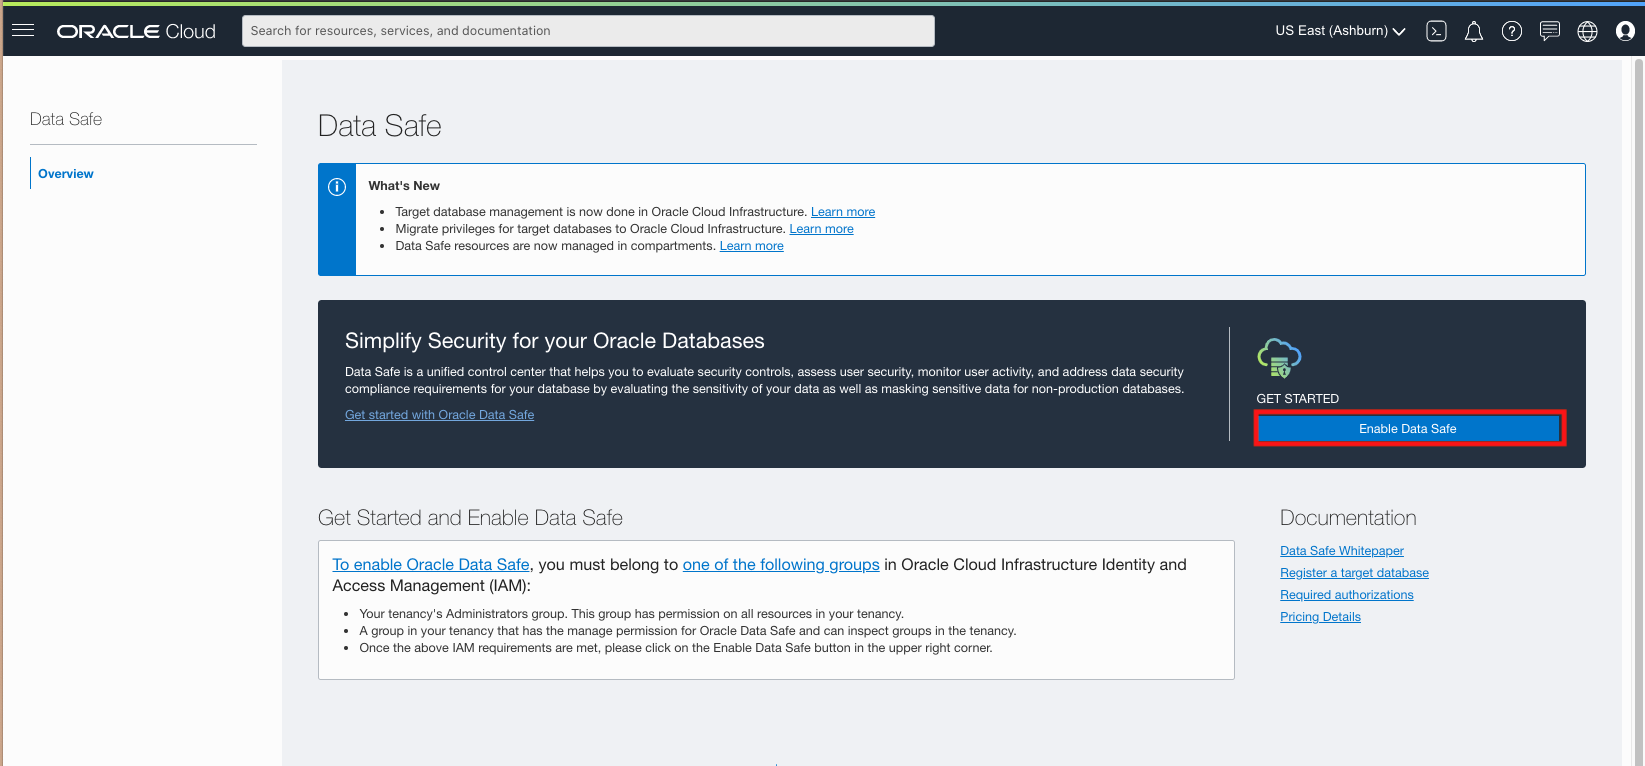 ORACLE Cloud
Search for resources, services, and documentation
US East (Ashburn)
Data Safe
Overview
Data Safe
What's New
Target database management is now done in Oracle Cloud Infrastructure. Learn more
Migrate privileges for target databases to Oracle Cloud Infrastructure. Learn more
Data Safe resources are now managed in compartments. Learn more
Simplify Security for your Oracle Databases
Data Safe is a unified control center that helps you to evaluate security controls, assess user security, monitor user activity, and address data security
compliance requirements for your database by evaluating the sensitivity of your data as well as masking sensitive data for non-production databases.
Get started with Oracle Data Safe
GET STARTED
Enable Data Safe
Get Started and Enable Data Safe
To enable Oracle Data Safe, you must belong to one of the following groups in Oracle Cloud Infrastructure Identity and
Access Management (IAM):
Your tenancy's Administrators group. This group has permission on all resources in your tenancy.
A group in your tenancy that has the manage permission for Oracle Data Safe and can inspect groups in the tenancy.
Once the above IAM requirements are met, please click on the Enable Data Safe button in the upper right corner.
Documentation
Data Safe Whitepaper
Register a target database
Required authorizations
Pricing Details